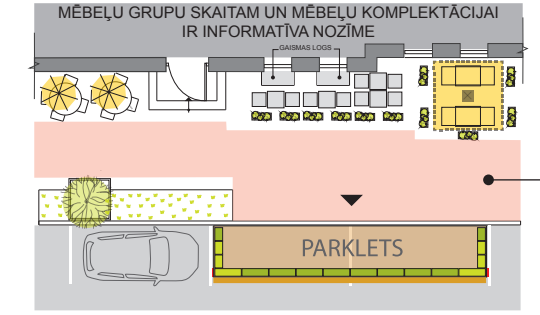 MĒBEĻU GRUPU SKAITAM UN MĒBEĻU KOMPLEKTĀCIJAI
IR INFORMATĪVA NOZĪME
GAISMAS LOGS
PARKLETS